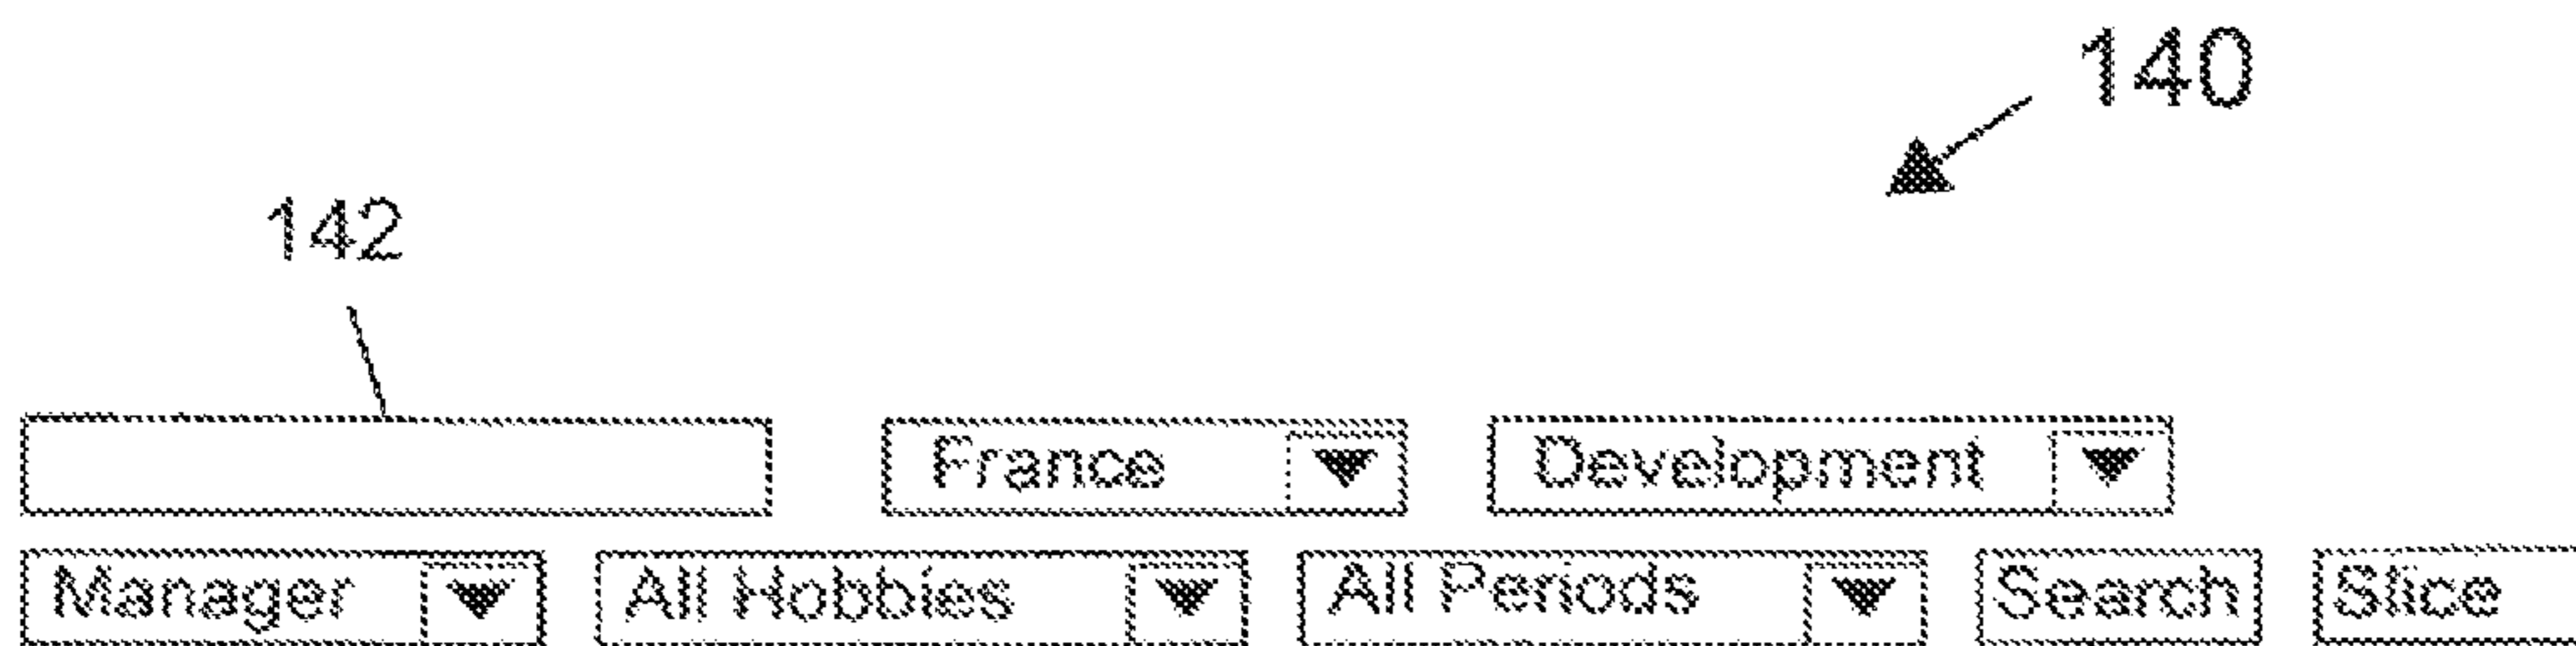 140
142
France Development
Manager All Hobbies All Periods Search Slice